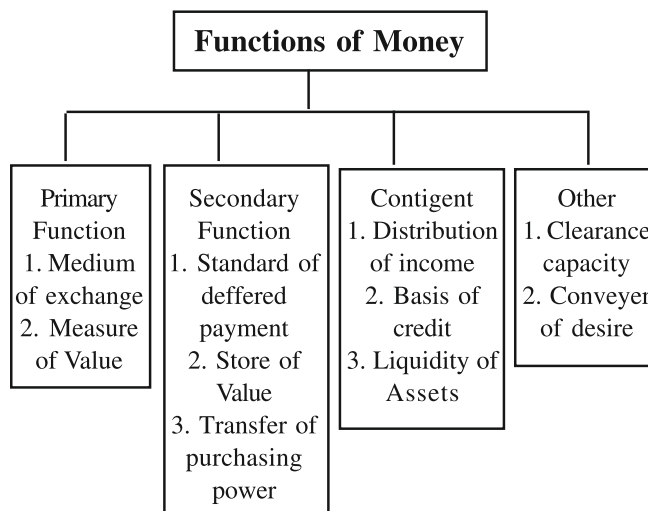 Functions of Money
Primary
Function
1. Medium
of exchange
2. Measure
of Value
Secondary
Function
1. Standard of
deffered
payment
2. Store of
Value
3. Transfer of
purchasing
power
Contigent
1. Distribution
of income
2. Basis of
credit
3. Liquidity of
Assets
Other
1. Clearance
capacity
2. Conveyer
of desire